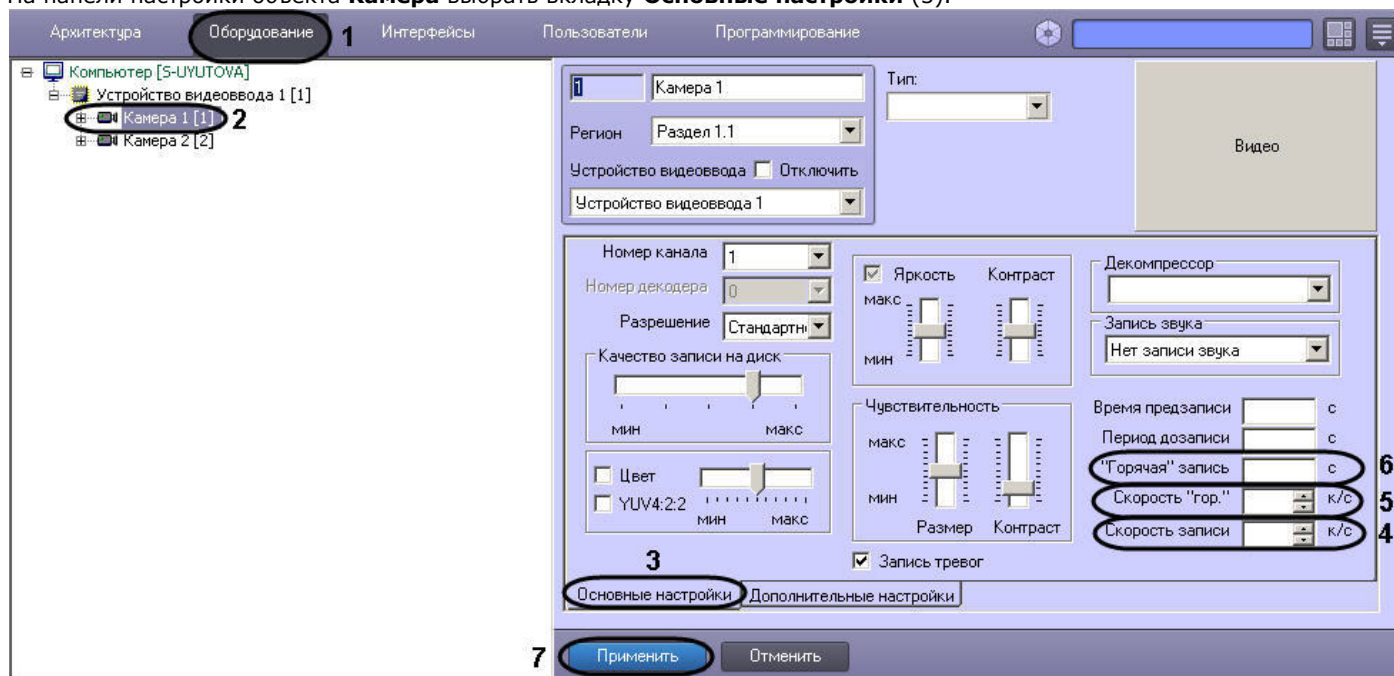 На панели настройки объекта Камера выбрать вкладку Основные настройки (3).
Архитектура Оборудование 1 Интерфейсы Пользователи Программирование
Компьютер [S-UYUTOVA]
Устройство видеоввода 1 [1]
Камера 1 [1] 2
Камера 2 [2]
1 Камера 1
Тип:
Регион Раздел 1.1
Устройство видеоввода Отключить
Устройство видеоввода 1
Видео
Номер канала 1
Номер декодера 0
Разрешение Стандартн
Качество записи на диск
мин макс
Цвет
YUV4:2:2
мин макс
Яркость Контраст
макс
мин
Чувствительность
макс
мин
Размер Контраст
Запись тревог
Декомпрессор
Запись звука
Нет записи звука
Время предзаписи с
Период дозаписи с
"Горячая" запись с 6
Скорость "гор." к/с 5
Скорость записи к/с 4
3
Основные настройки Дополнительные настройки
7 Применить Отменить